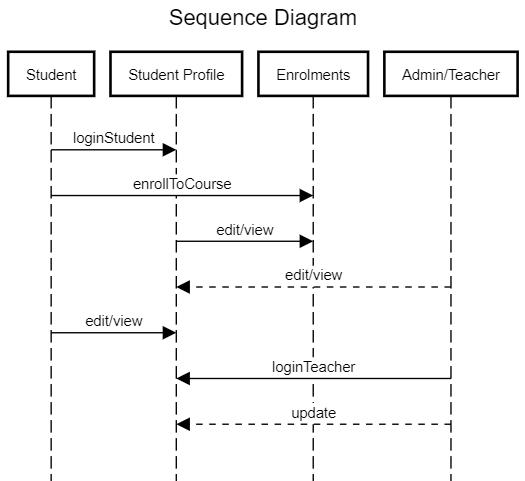 Sequence Diagram
Student
Student Profile
Enrolments
Admin/Teacher
loginStudent
enrollToCourse
edit/view
edit/view
edit/view
loginTeacher
update